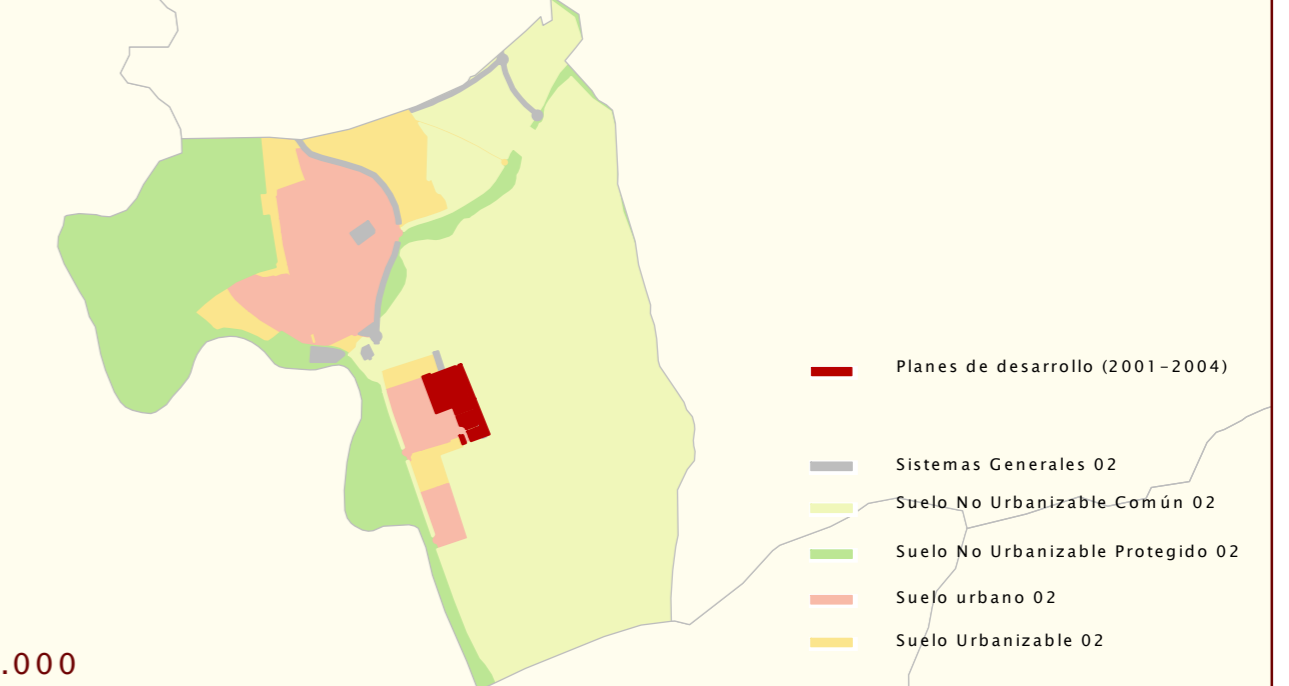 Planes de desarrollo (2001-2004)
Sistemas Generales 02
Suelo No Urbanizable Común 02
Suelo No Urbanizable Protegido 02
Suelo urbano 02
Suelo Urbanizable 02
.000